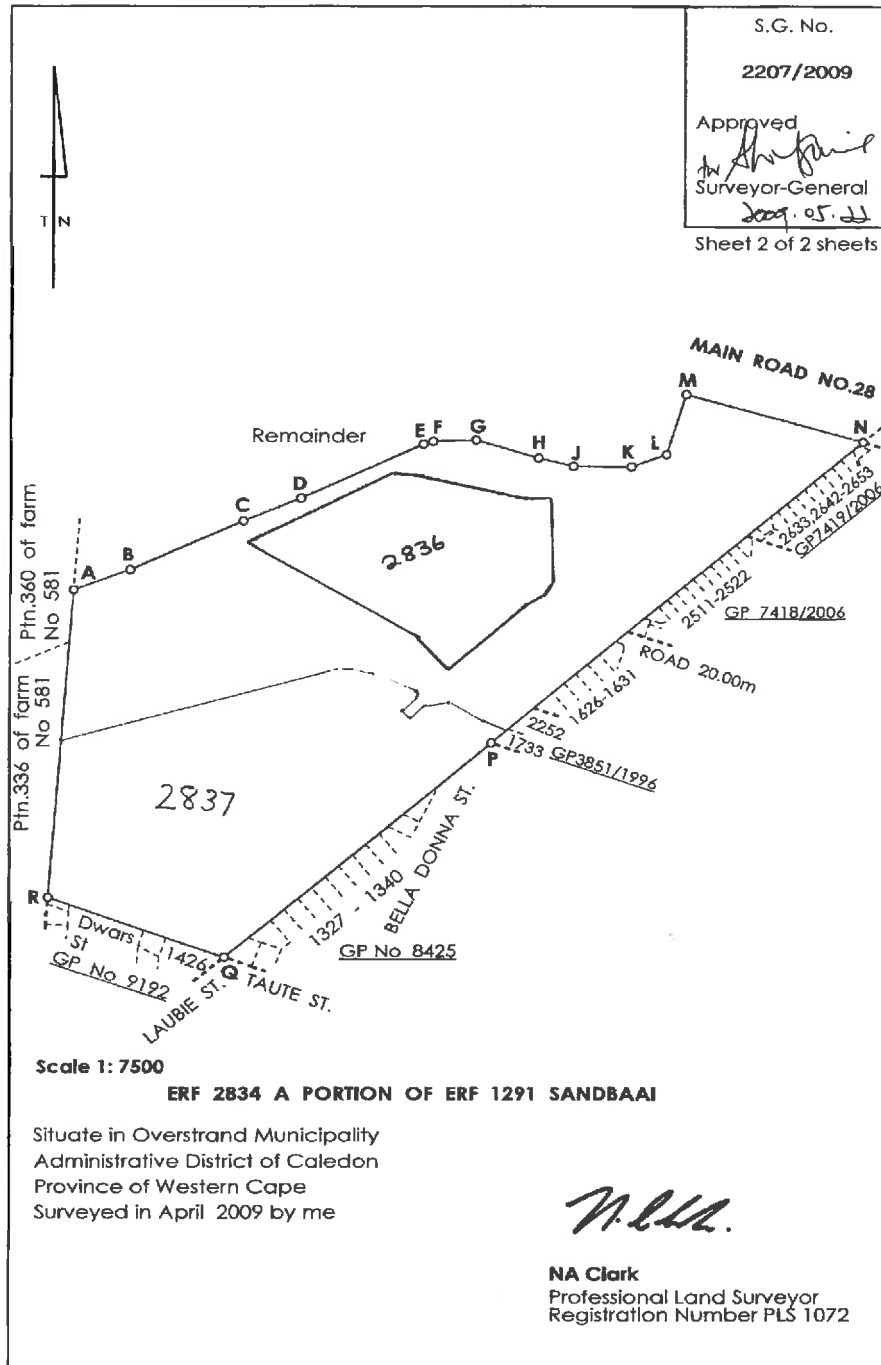 S.G. No.
2207/2009
Approved
for
Surveyor-General
2009.05.22
Sheet 2 of 2 sheets
T N
MAIN ROAD NO.28
M
N
Remainder
E F G
H
J
K
L
D
C
B
A
Ptn.360 of farm
No 581
2836
2633,2642-2653
GP7419/2006
2511-2522
GP 7418/2006
ROAD 20.00m
1626-1631
2252
1733 GP3851/1996
P
Ptn.336 of farm
No 581
2837
BELLA DONNA ST.
1327 - 1340
GP No 8425
R
Dwars
St
1426
GP No 9192
Q TAUTE ST.
LAUBIE ST.
Scale 1: 7500
ERF 2834 A PORTION OF ERF 1291 SANDBAAI
Situate in Overstrand Municipality
Administrative District of Caledon
Province of Western Cape
Surveyed in April 2009 by me
NA Clark
Professional Land Surveyor
Registration Number PLS 1072